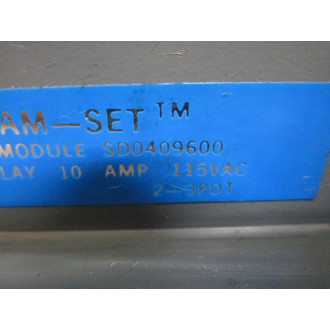 AM—SET™
MODULE SD0409600
LAY 10 AMP 115VAC
2-3PDT